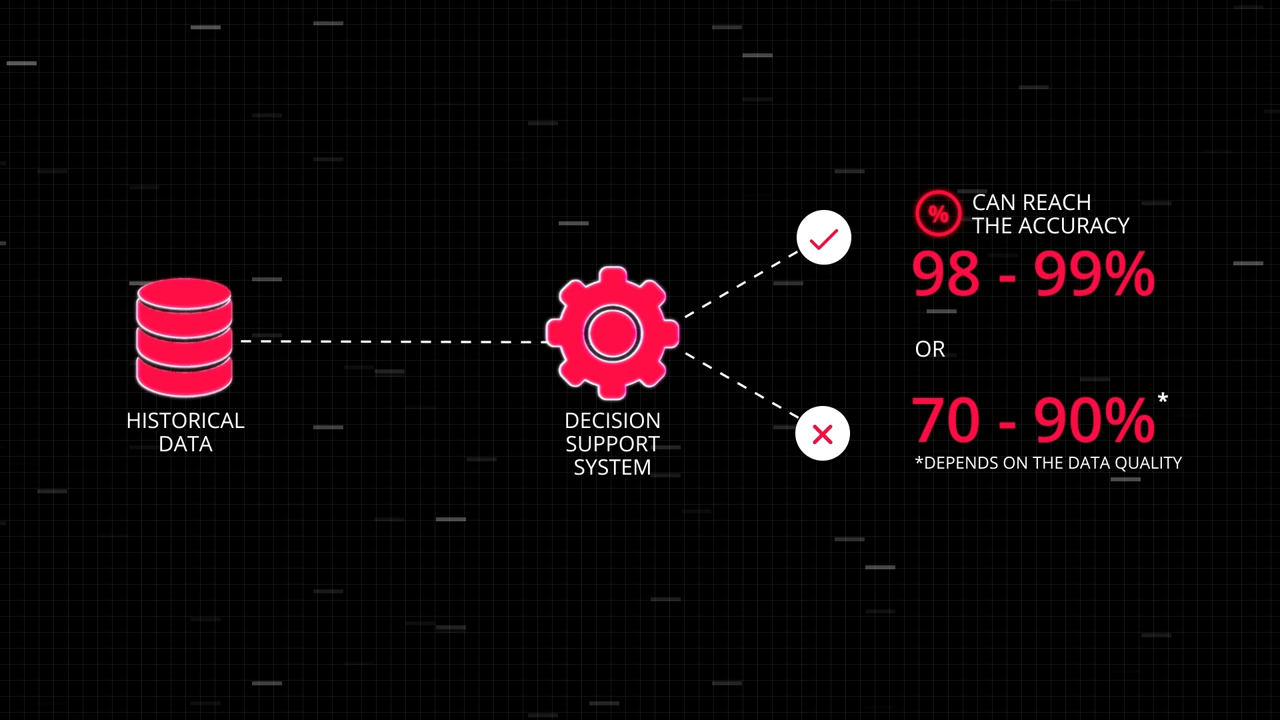 HISTORICAL
DATA
DECISION
SUPPORT
SYSTEM
%
CAN REACH
THE ACCURACY
98 - 99%
OR
70 - 90%*
*DEPENDS ON THE DATA QUALITY